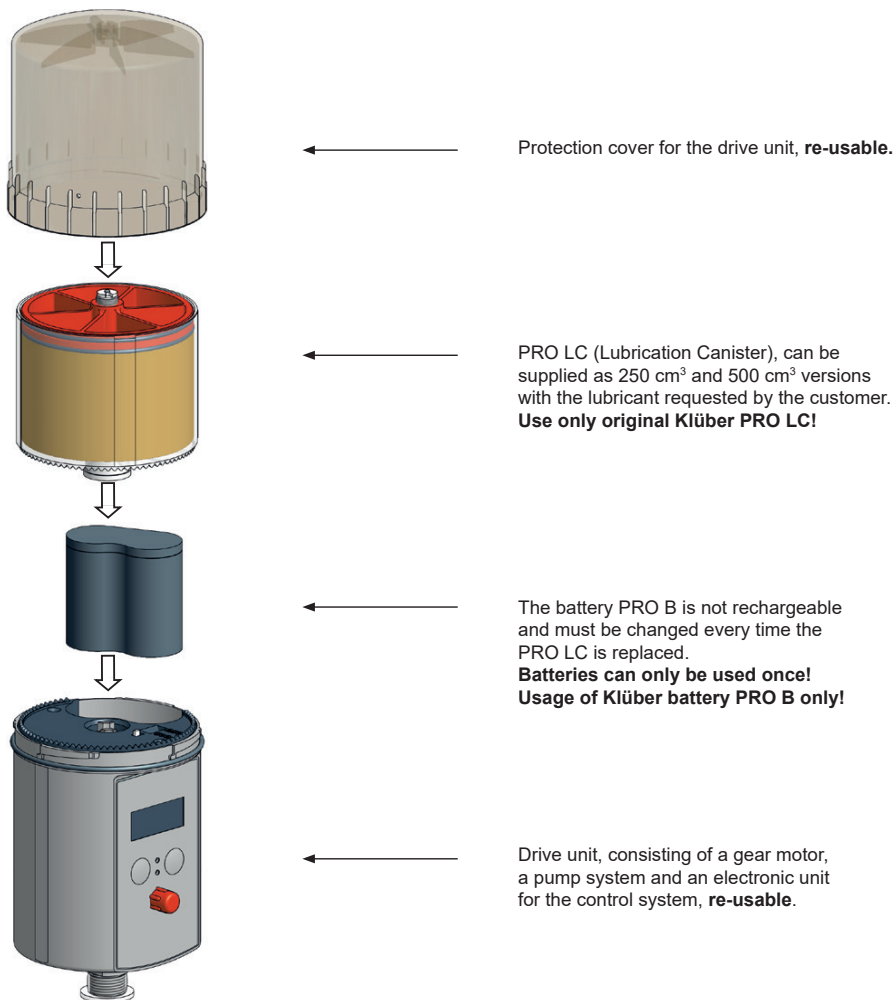 Protection cover for the drive unit, re-usable.
PRO LC (Lubrication Canister), can be
supplied as 250 cm³ and 500 cm³ versions
with the lubricant requested by the customer.
Use only original Klüber PRO LC!
The battery PRO B is not rechargeable
and must be changed every time the
PRO LC is replaced.
Batteries can only be used once!
Usage of Klüber battery PRO B only!
Drive unit, consisting of a gear motor,
a pump system and an electronic unit
for the control system, re-usable.